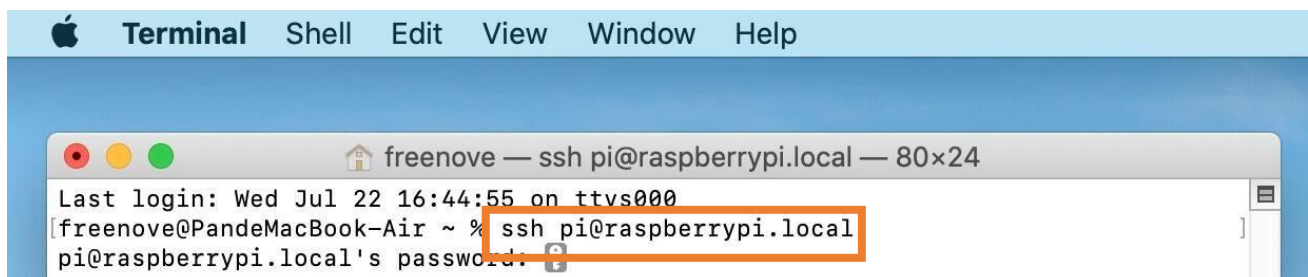 Terminal Shell Edit View Window Help
freenove — ssh pi@raspberrypi.local — 80×24
Last login: Wed Jul 22 16:44:55 on ttys000
[freenove@PandeMacBook-Air ~ % ssh pi@raspberrypi.local ]
pi@raspberrypi.local's password: